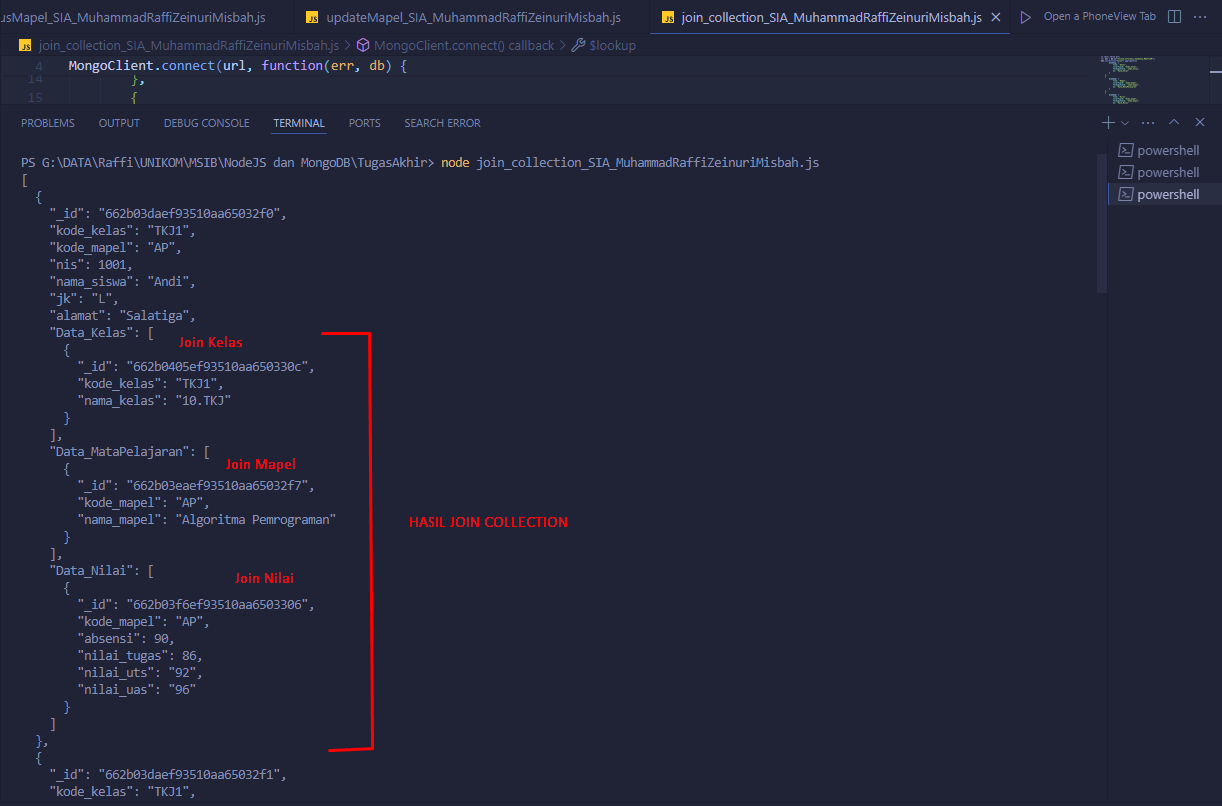 usMapel_SIA_MuhammadRaffiZeinuriMisbah.js
JS updateMapel_SIA_MuhammadRaffiZeinuriMisbah.js
JS join_collection_SIA_MuhammadRaffiZeinuriMisbah.js
Open a PhoneView Tab
JS join_collection_SIA_MuhammadRaffiZeinuriMisbah.js > MongoClient.connect() callback > $lookup
4 MongoClient.connect(url, function(err, db) {
14 },
15 {
PROBLEMS OUTPUT DEBUG CONSOLE TERMINAL PORTS SEARCH ERROR
powershell
powershell
powershell
PS G:\DATA\Raffi\UNIKOM\MSIB\NodeJS dan MongoDB\TugasAkhir> node join_collection_SIA_MuhammadRaffiZeinuriMisbah.js
[
{
"_id": "662b03daef93510aa65032f0",
"kode_kelas": "TKJ1",
"kode_mapel": "AP",
"nis": 1001,
"nama_siswa": "Andi",
"jk": "L",
"alamat": "Salatiga",
"Data_Kelas": [
Join Kelas
{
"_id": "662b0405ef93510aa650330c",
"kode_kelas": "TKJ1",
"nama_kelas": "10.TKJ"
}
],
"Data_MataPelajaran": [
Join Mapel
{
"_id": "662b03eaef93510aa65032f7",
"kode_mapel": "AP",
"nama_mapel": "Algoritma Pemrograman"
HASIL JOIN COLLECTION
}
],
"Data_Nilai": [
Join Nilai
{
"_id": "662b03f6ef93510aa6503306",
"kode_mapel": "AP",
"absensi": 90,
"nilai_tugas": 86,
"nilai_uts": "92",
"nilai_uas": "96"
}
]
},
{
"_id": "662b03daef93510aa65032f1",
"kode_kelas": "TKJ1",